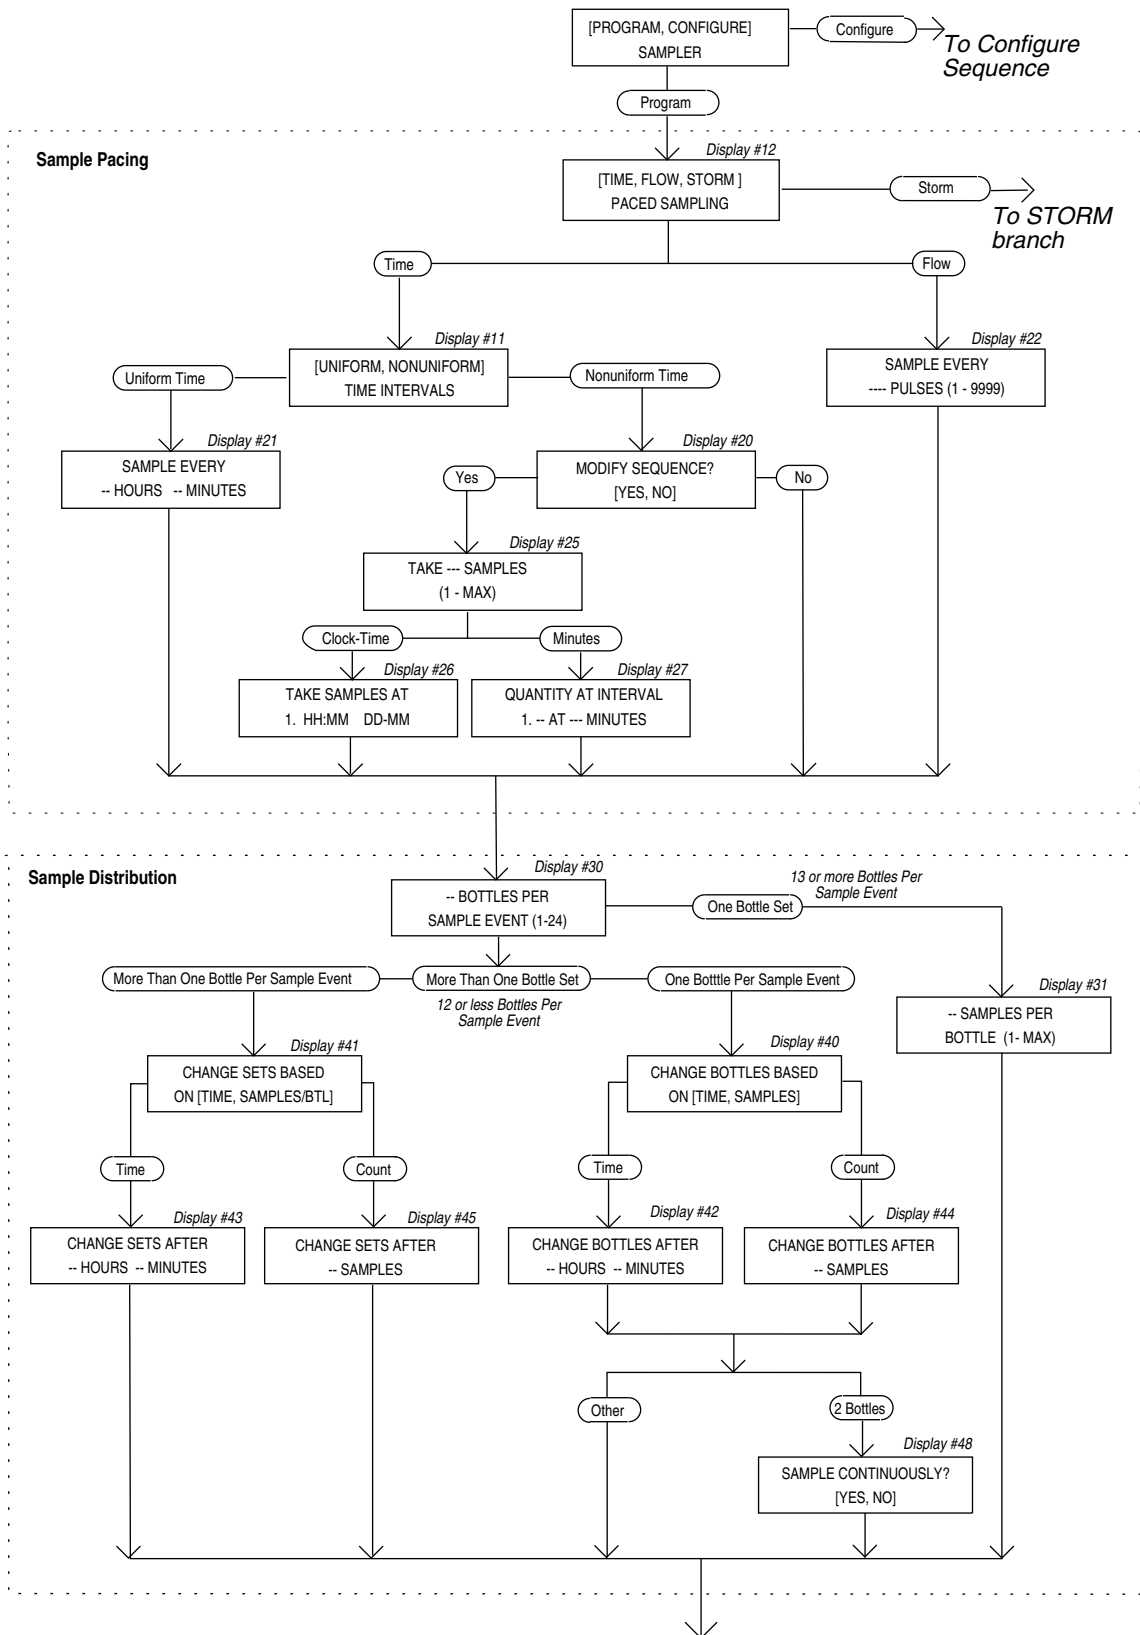 [PROGRAM, CONFIGURE]
SAMPLER
Configure
To Configure
Sequence
Program
Sample Pacing
Display #12
[TIME, FLOW, STORM ]
PACED SAMPLING
Storm
To STORM
branch
Time
Flow
Display #11
[UNIFORM, NONUNIFORM]
TIME INTERVALS
Display #22
SAMPLE EVERY
---- PULSES (1 - 9999)
Uniform Time
Nonuniform Time
Display #21
SAMPLE EVERY
-- HOURS -- MINUTES
Display #20
MODIFY SEQUENCE?
[YES, NO]
Yes
No
Display #25
TAKE --- SAMPLES
(1 - MAX)
Clock-Time
Minutes
Display #26
TAKE SAMPLES AT
1. HH:MM DD-MM
Display #27
QUANTITY AT INTERVAL
1. -- AT --- MINUTES
Sample Distribution
Display #30
-- BOTTLES PER
SAMPLE EVENT (1-24)
One Bottle Set
13 or more Bottles Per
Sample Event
More Than One Bottle Per Sample Event
More Than One Bottle Set
One Botttle Per Sample Event
12 or less Bottles Per
Sample Event
Display #31
-- SAMPLES PER
BOTTLE (1- MAX)
Display #41
CHANGE SETS BASED
ON [TIME, SAMPLES/BTL]
Display #40
CHANGE BOTTLES BASED
ON [TIME, SAMPLES]
Time
Count
Time
Count
Display #43
CHANGE SETS AFTER
-- HOURS -- MINUTES
Display #45
CHANGE SETS AFTER
-- SAMPLES
Display #42
CHANGE BOTTLES AFTER
-- HOURS -- MINUTES
Display #44
CHANGE BOTTLES AFTER
-- SAMPLES
Other
2 Bottles
Display #48
SAMPLE CONTINUOUSLY?
[YES, NO]